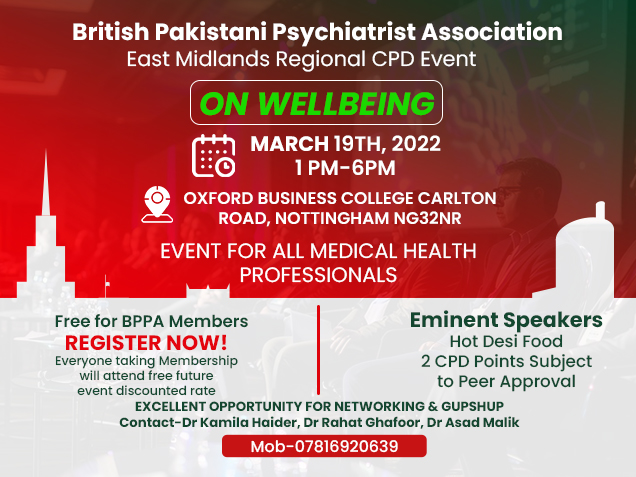 British Pakistani Psychiatrist Association
East Midlands Regional CPD Event
ON WELLBEING
MARCH 19TH, 2022
1 PM-6PM
OXFORD BUSINESS COLLEGE CARLTON
ROAD, NOTTINGHAM NG32NR
EVENT FOR ALL MEDICAL HEALTH
PROFESSIONALS
Free for BPPA Members
REGISTER NOW!
Everyone taking Membership
will attend free future
event discounted rate
Eminent Speakers
Hot Desi Food
2 CPD Points Subject
to Peer Approval
EXCELLENT OPPORTUNITY FOR NETWORKING & GUPSHUP
Contact-Dr Kamila Haider, Dr Rahat Ghafoor, Dr Asad Malik
Mob-07816920639